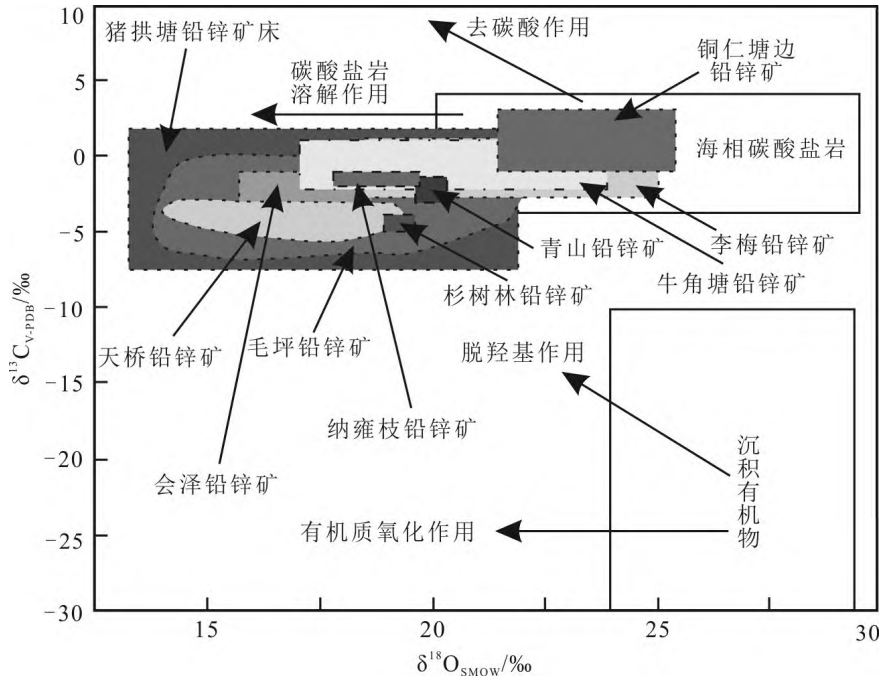 10
5
0
-5
-10
-15
-20
-25
-30
δ¹³C_V-PDB/‰
猪拱塘铅锌矿床
去碳酸作用
铜仁塘边
铅锌矿
碳酸盐岩
溶解作用
海相碳酸盐岩
青山铅锌矿
李梅铅锌矿
杉树林铅锌矿
牛角塘铅锌矿
天桥铅锌矿
毛坪铅锌矿
脱羟基作用
纳雍枝铅锌矿
会泽铅锌矿
沉积有机物
有机质氧化作用
15
20
25
30
δ¹⁸O_SMOW/‰